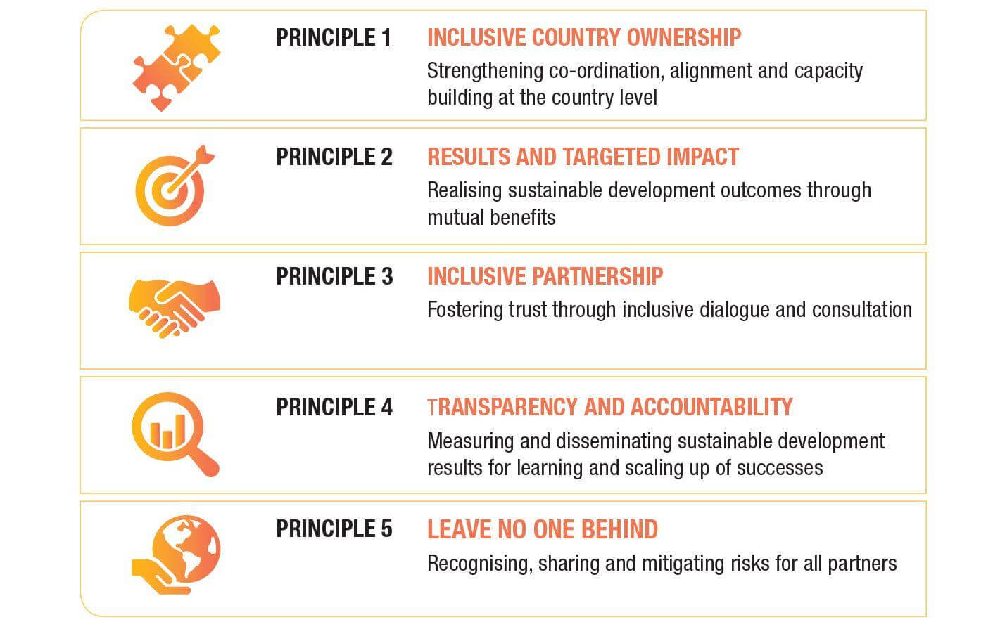 PRINCIPLE 1 INCLUSIVE COUNTRY OWNERSHIP
Strengthening co-ordination, alignment and capacity
building at the country level
PRINCIPLE 2 RESULTS AND TARGETED IMPACT
Realising sustainable development outcomes through
mutual benefits
PRINCIPLE 3 INCLUSIVE PARTNERSHIP
Fostering trust through inclusive dialogue and consultation
PRINCIPLE 4 TRANSPARENCY AND ACCOUNTABILITY
Measuring and disseminating sustainable development
results for learning and scaling up of successes
PRINCIPLE 5 LEAVE NO ONE BEHIND
Recognising, sharing and mitigating risks for all partners